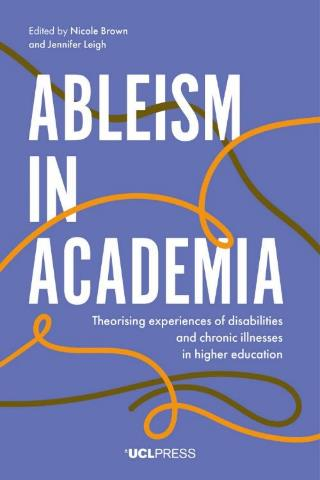 Edited by Nicole Brown
and Jennifer Leigh
ABLEISM
IN
ACADEMIA
Theorising experiences of disabilities
and chronic illnesses
in higher education
UCLPRESS